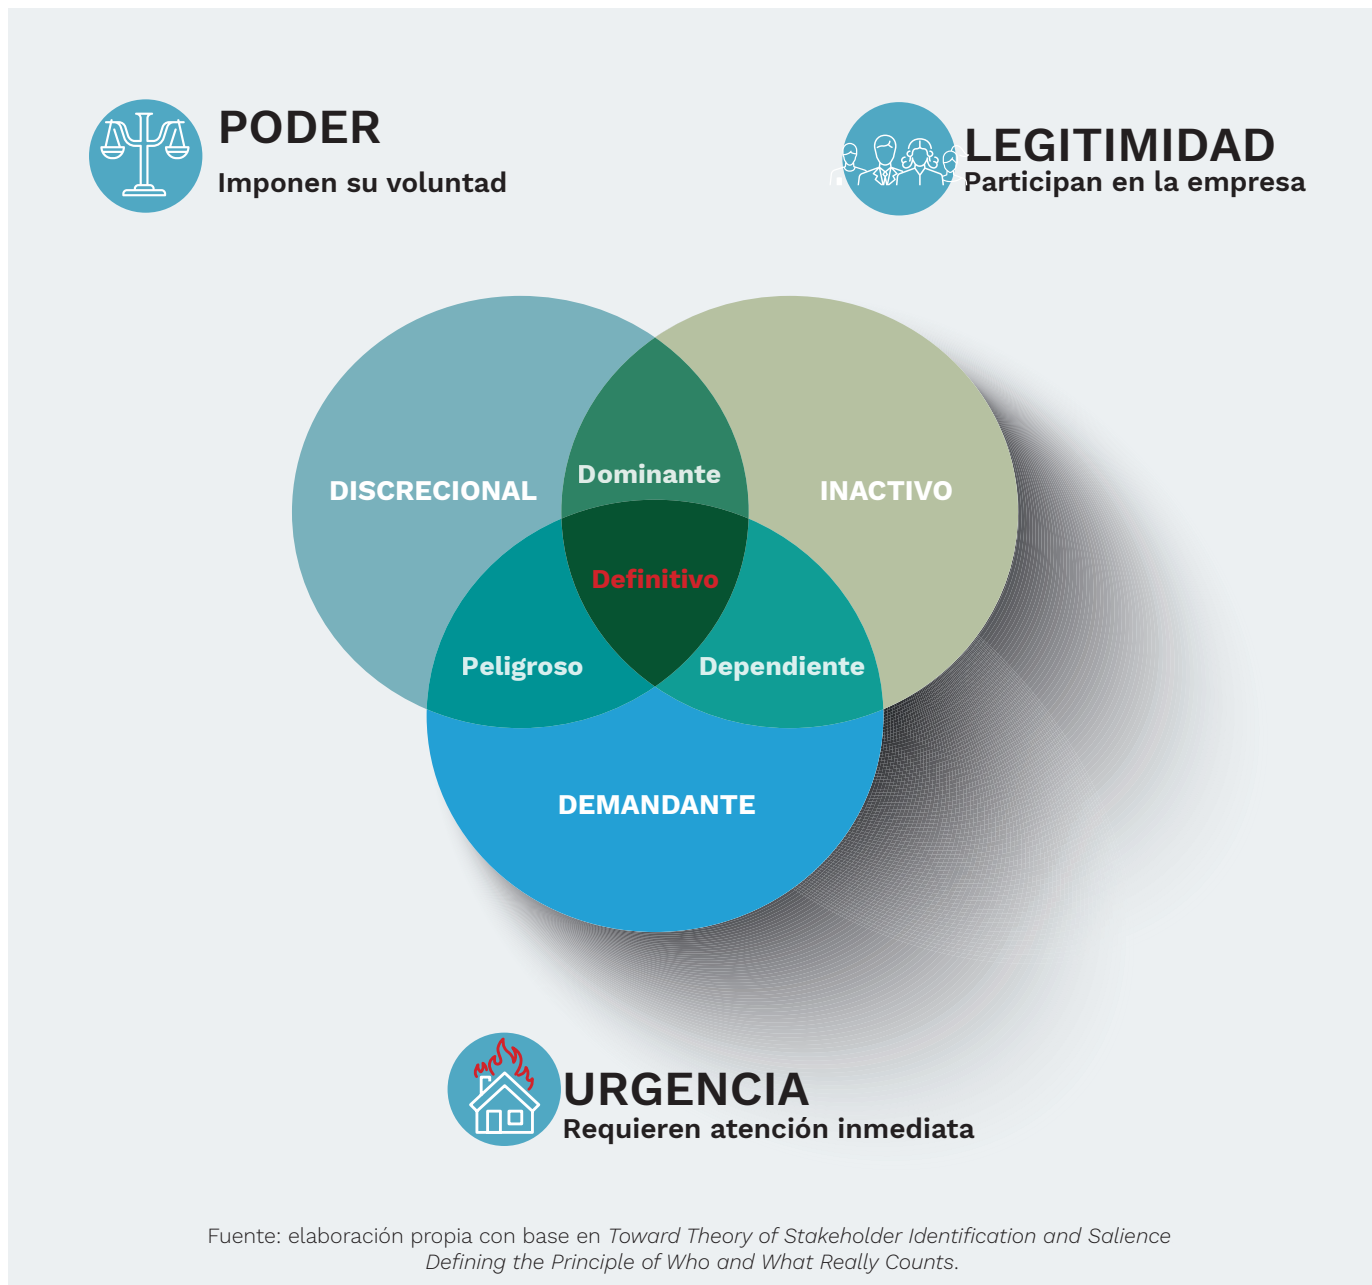 PODER
Imponen su voluntad
LEGITIMIDAD
Participan en la empresa
Dominante
DISCRECIONAL
INACTIVO
Definitivo
Peligroso
Dependiente
DEMANDANTE
URGENCIA
Requieren atención inmediata
Fuente: elaboración propia con base en Toward Theory of Stakeholder Identification and Salience
Defining the Principle of Who and What Really Counts.